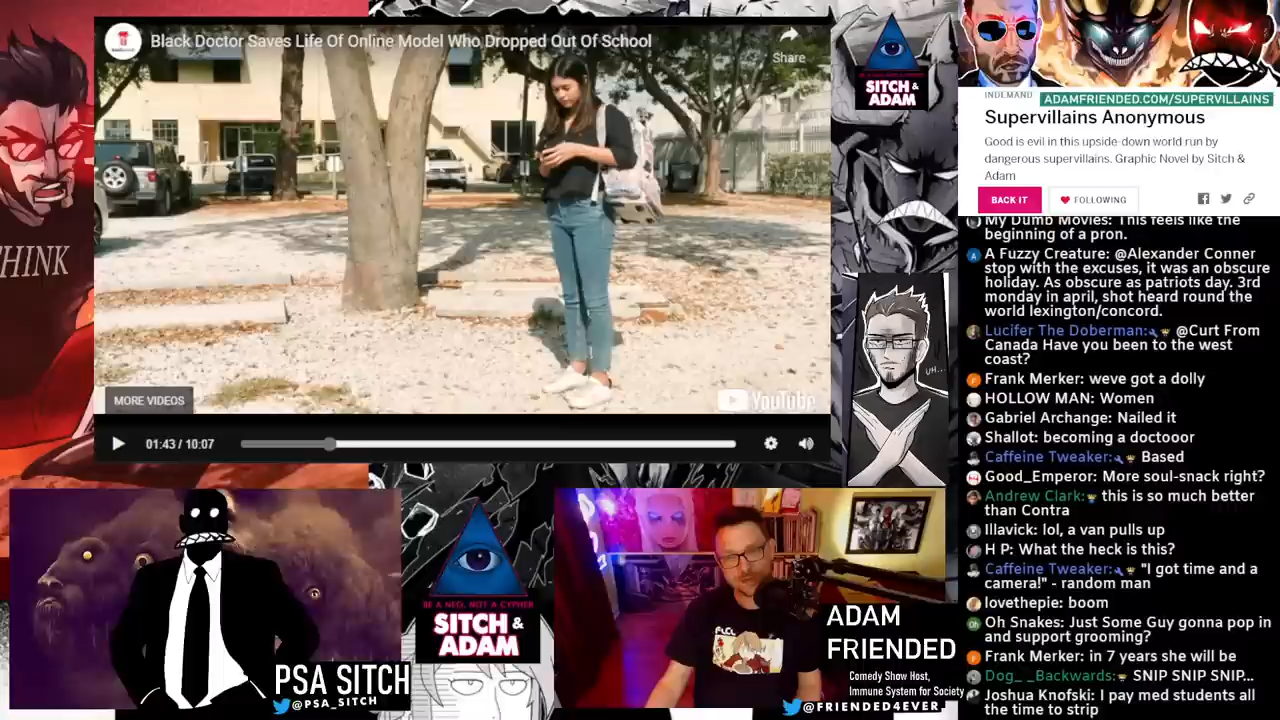 Black Doctor Saves Life Of Online Model Who Dropped Out Of School
Share
MORE VIDEOS
YouTube
01:43 / 10:07
THINK
SITCH &
ADAM
UH...
INDEMAND
ADAMFRIENDED.COM/SUPERVILLAINS
Supervillains Anonymous
Good is evil in this upside-down world run by
dangerous supervillains. Graphic Novel by Sitch &
Adam
BACK IT
FOLLOWING
My Dumb Movies: This feels like the
beginning of a pron.
A Fuzzy Creature: @Alexander Conner
stop with the excuses, it was an obscure
holiday. As obscure as patriots day. 3rd
monday in april, shot heard round the
world lexington/concord.
Lucifer The Doberman: @Curt From
Canada Have you been to the west
coast?
Frank Merker: weve got a dolly
HOLLOW MAN: Women
Gabriel Archange: Nailed it
Shallot: becoming a doctooor
Caffeine Tweaker: Based
Good_Emperor: More soul-snack right?
Andrew Clark: this is so much better
than Contra
Illavick: lol, a van pulls up
H P: What the heck is this?
Caffeine Tweaker: "I got time and a
camera!" - random man
lovethepie: boom
Oh Snakes: Just Some Guy gonna pop in
and support grooming?
Frank Merker: in 7 years she will be
Dog_ _Backwards: SNIP SNIP SNIP...
Joshua Knofski: I pay med students all
the time to strip
PSA SITCH
@PSA_SITCH
BE A NEO, NOT A CYPHER
SITCH &
ADAM
ADAM
FRIENDED
Comedy Show Host,
Immune System for Society
@FRIENDED4EVER